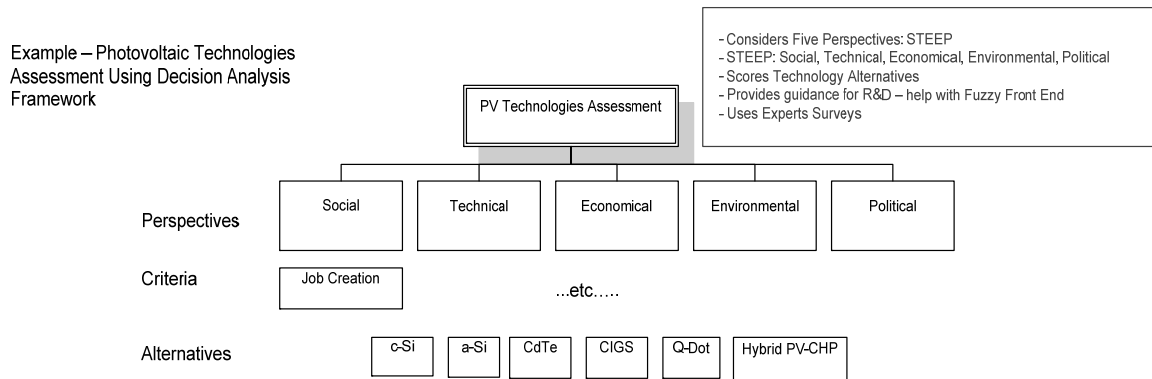 Example – Photovoltaic Technologies
Assessment Using Decision Analysis
Framework
- Considers Five Perspectives: STEEP
- STEEP: Social, Technical, Economical, Environmental, Political
- Scores Technology Alternatives
- Provides guidance for R&D – help with Fuzzy Front End
- Uses Experts Surveys
PV Technologies Assessment
Perspectives
Social
Technical
Economical
Environmental
Political
Criteria
Job Creation
...etc.....
Alternatives
c-Si
a-Si
CdTe
CIGS
Q-Dot
Hybrid PV-CHP